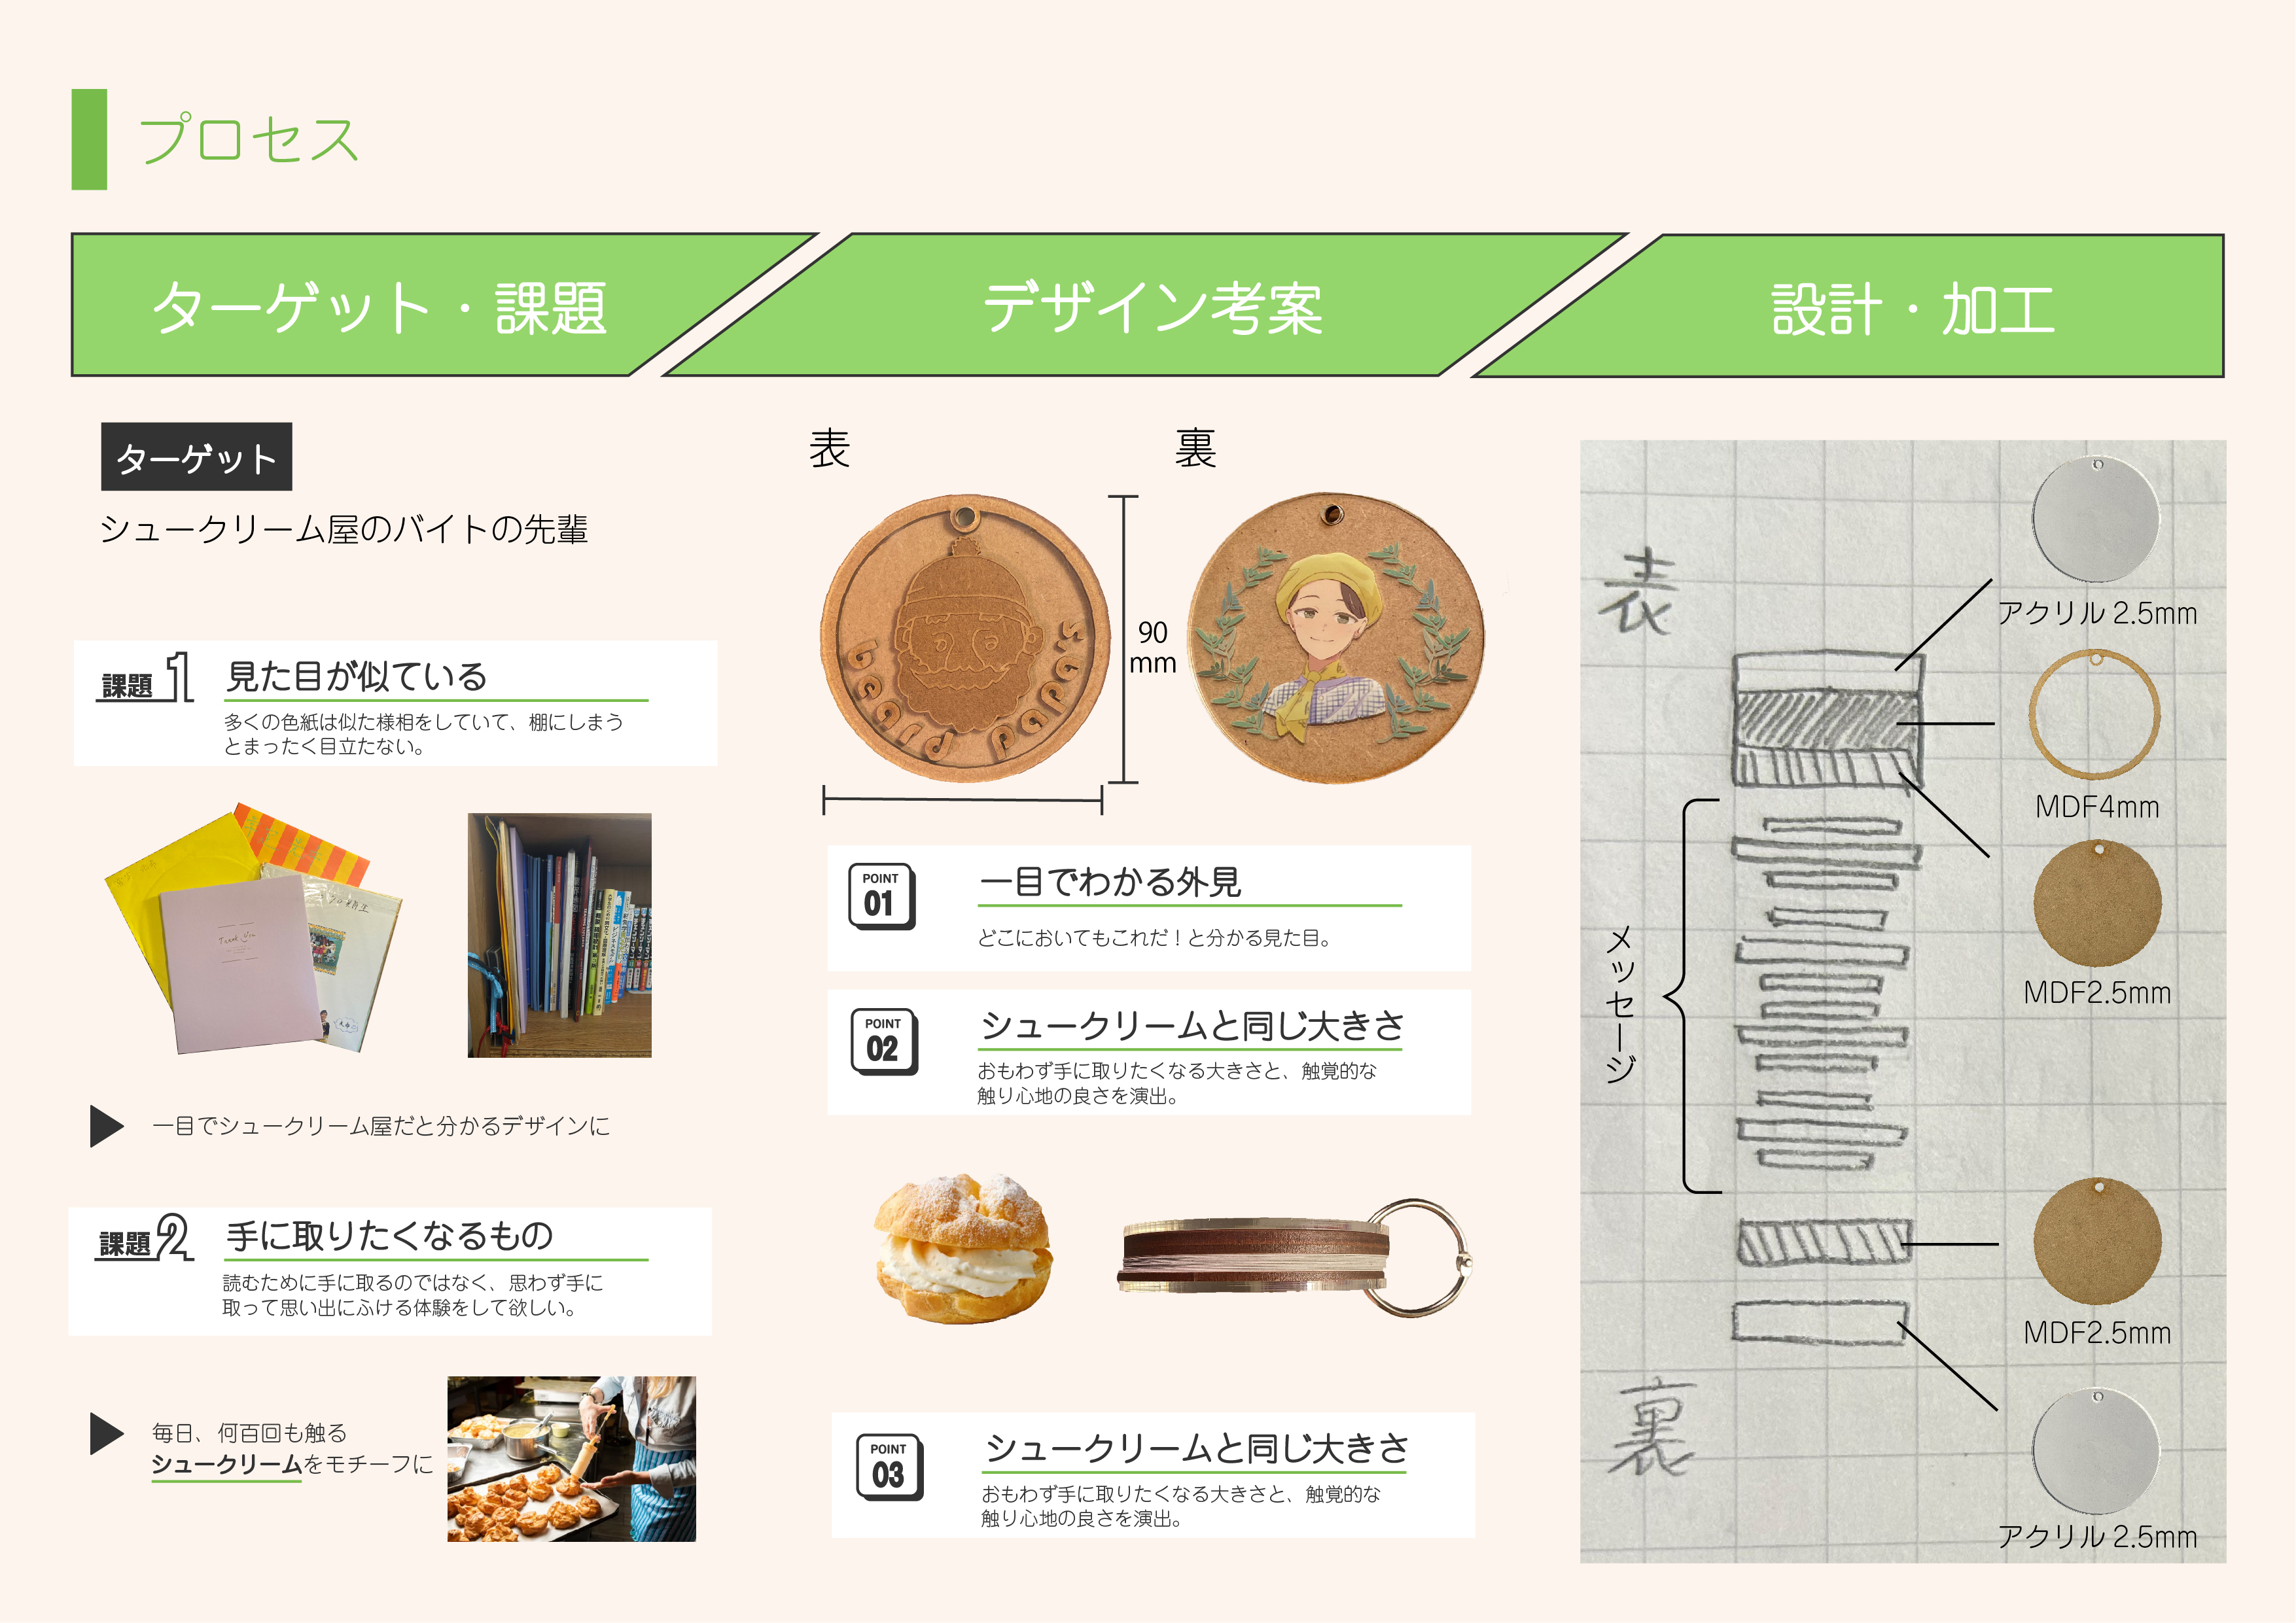 プロセス
ターゲット・課題
デザイン考案
設計・加工
ターゲット
シュークリーム屋のバイトの先輩
課題1 見た目が似ている
多くの色紙は似た様相をしていて、棚にしまう
とまったく目立たない。
Thank You
一目でシュークリーム屋だと分かるデザインに
課題2 手に取りたくなるもの
読むために手に取るのではなく、思わず手に
取って思い出にふける体験をして欲しい。
毎日、何百回も触る
シュークリームをモチーフに
表
裏
beard papa's
90
mm
POINT
01
一目でわかる外見
どこにおいてもこれだ！と分かる見た目。
POINT
02
シュークリームと同じ大きさ
おもわず手に取りたくなる大きさと、触覚的な
触り心地の良さを演出。
POINT
03
シュークリームと同じ大きさ
おもわず手に取りたくなる大きさと、触覚的な
触り心地の良さを演出。
表
アクリル 2.5mm
MDF4mm
MDF2.5mm
メッセージ
MDF2.5mm
裏
アクリル 2.5mm